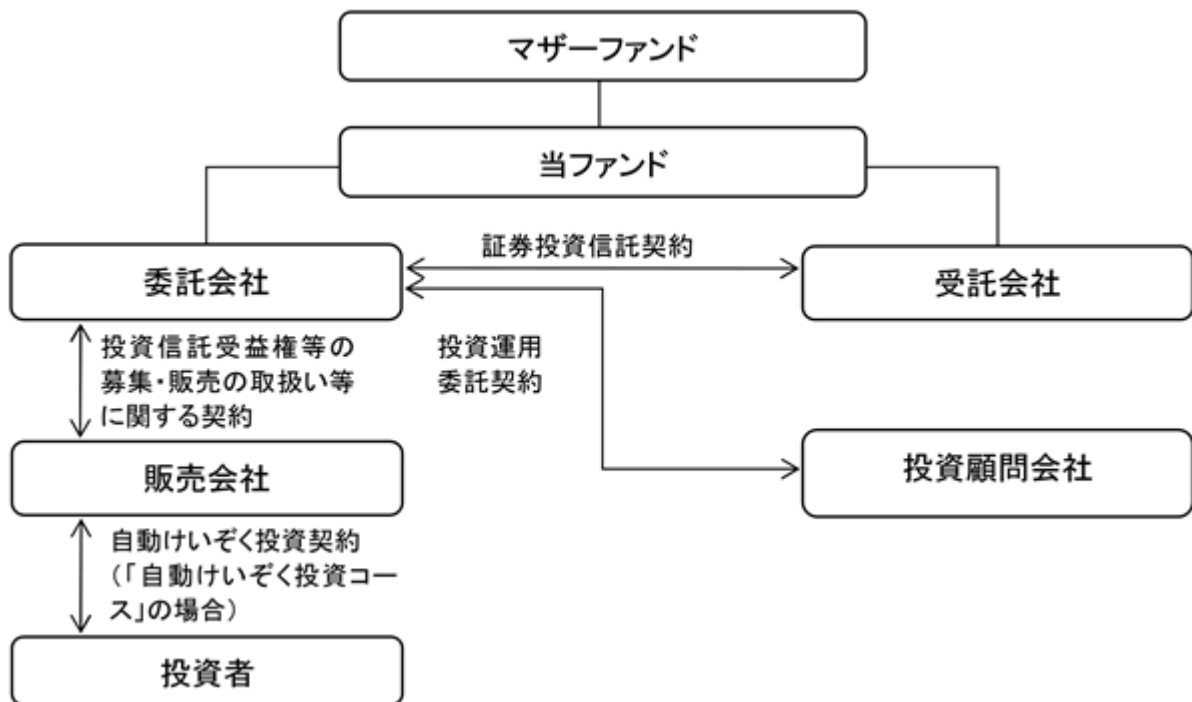 マザーファンド
当ファンド
証券投資信託契約
委託会社
受託会社
投資信託受益権等の
募集・販売の取扱い等
に関する契約
投資運用
委託契約
販売会社
投資顧問会社
自動けいぞく投資契約
(「自動けいぞく投資コー
ス」の場合)
投資者